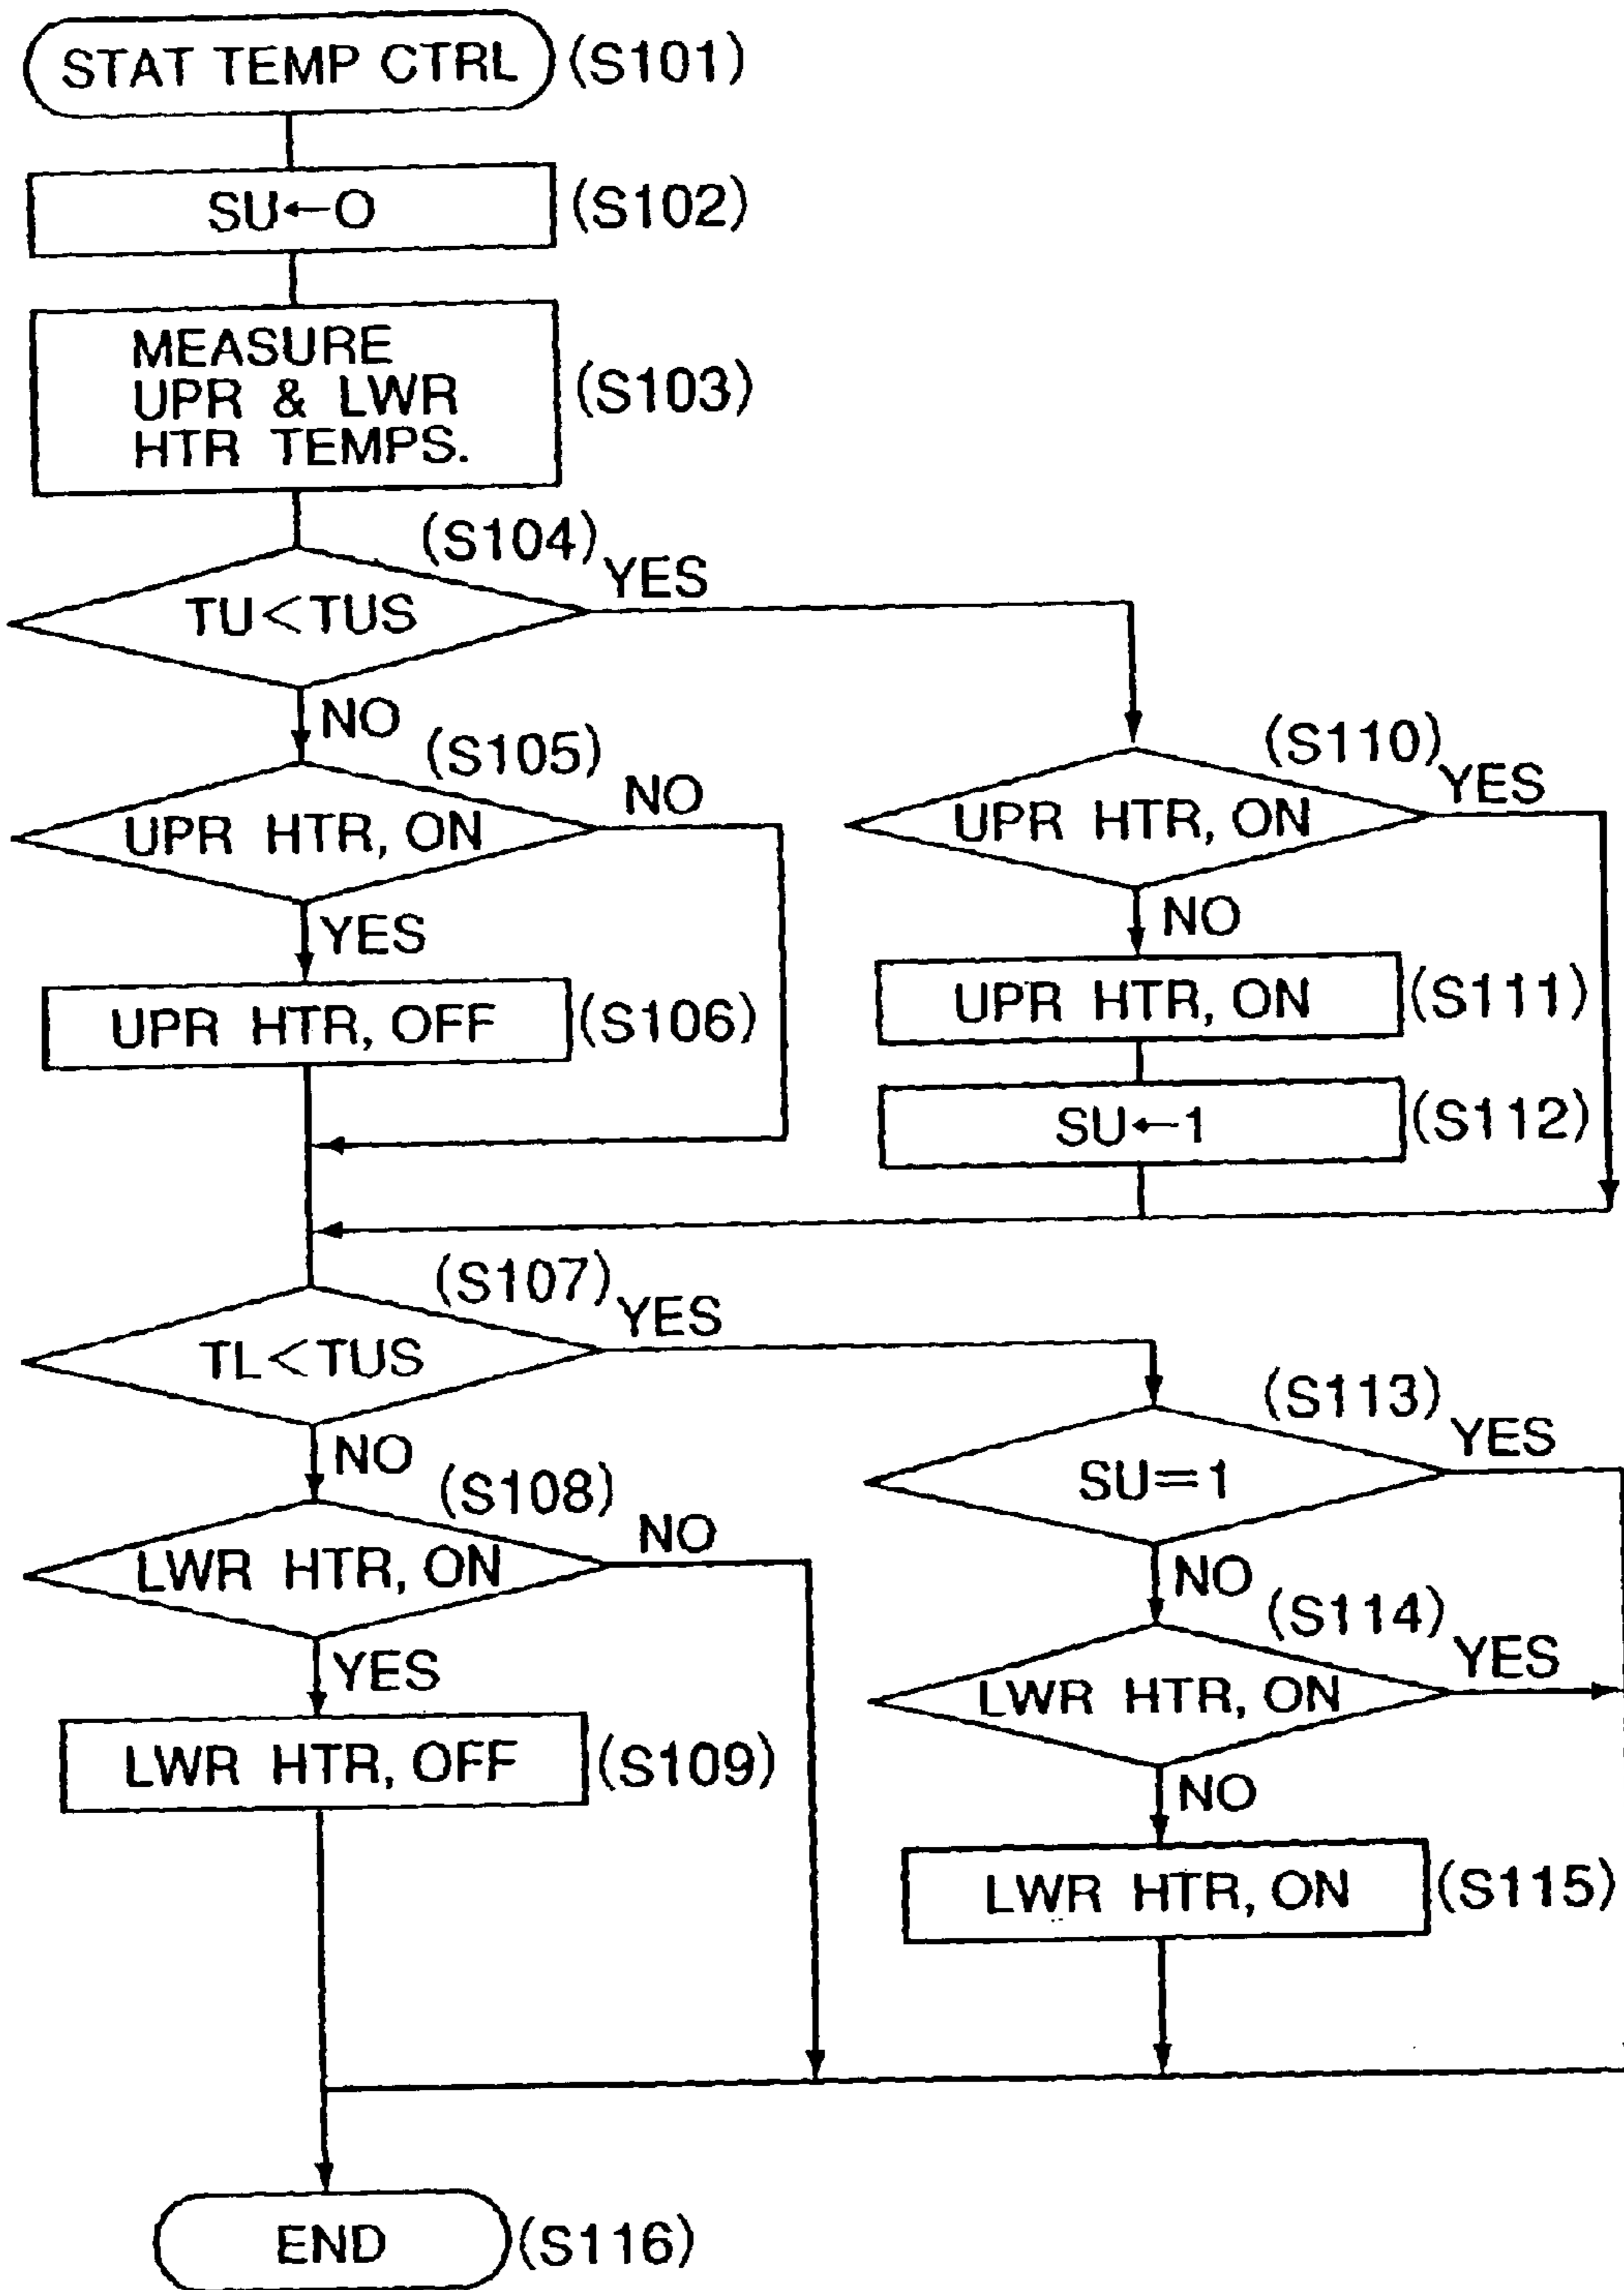 STAT TEMP CTRL (S101)
SU←O (S102)
MEASURE
UPR & LWR
HTR TEMPS.
(S103)
(S104)
YES
TU<TUS
NO
(S105)
NO
UPR HTR, ON
YES
UPR HTR, OFF (S106)
(S110)
YES
UPR HTR, ON
NO
UPR HTR, ON (S111)
SU←1 (S112)
(S107)
YES
TL<TUS
NO
(S108)
NO
LWR HTR, ON
YES
LWR HTR, OFF (S109)
(S113)
YES
SU=1
NO
(S114)
YES
LWR HTR, ON
NO
LWR HTR, ON (S115)
END (S116)